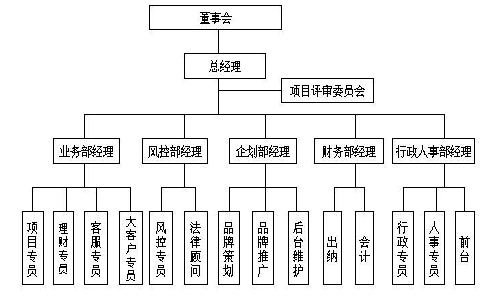 董事会
总经理
项目评审委员会
业务部经理
风控部经理
企划部经理
财务部经理
行政人事部经理
项目专员
理财专员
客服专员
大客户专员
风控专员
法律顾问
品牌策划
品牌推广
后台维护
出纳
会计
行政专员
人事专员
前台